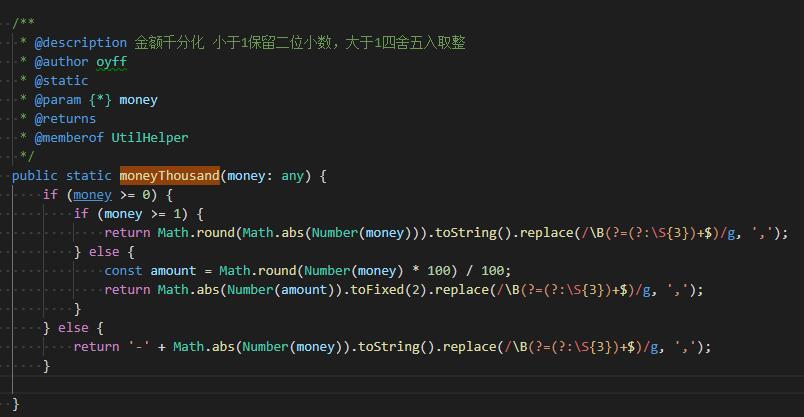 /**
 * @description 金额千分化 小于1保留二位小数，大于1四舍五入取整
 * @author oyff
 * @static
 * @param {*} money
 * @returns
 * @memberof UtilHelper
 */
public static moneyThousand(money: any) {
    if (money >= 0) {
        if (money >= 1) {
            return Math.round(Math.abs(Number(money))).toString().replace(/\B(?=(?:\S{3})+$)/g, ',');
        } else {
            const amount = Math.round(Number(money) * 100) / 100;
            return Math.abs(Number(amount)).toFixed(2).replace(/\B(?=(?:\S{3})+$)/g, ',');
        }
    } else {
        return '-' + Math.abs(Number(money)).toString().replace(/\B(?=(?:\S{3})+$)/g, ',');
    }
}